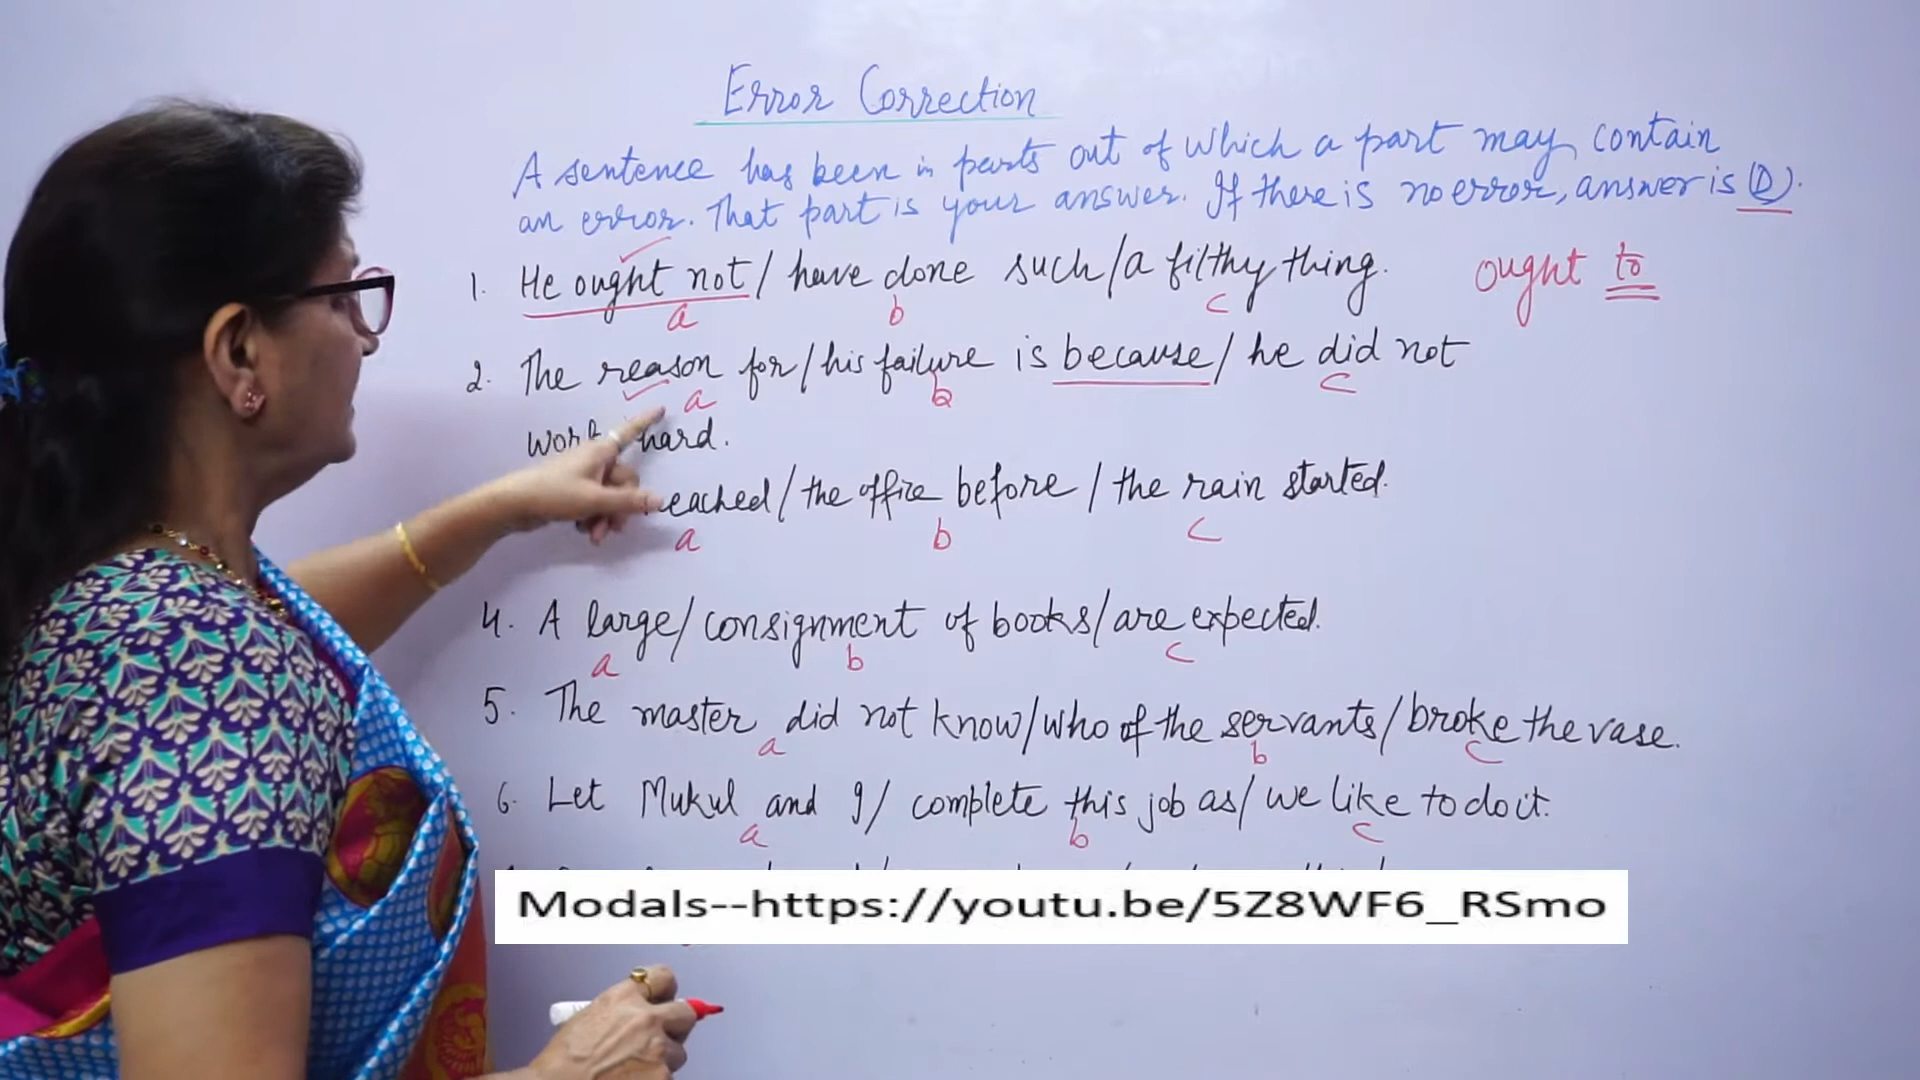 Error Correction
A sentence has been in parts out of which a part may contain
an error. That part is your answer. If there is no error, answer is (D).
1. He ought not / have done such / a filthy thing. ought to
a b c
2. The reason for / his failure is because / he did not
a b c
work hard.
reached / the office before / the rain started.
a b c
4. A large / consignment of books / are expected.
a b c
5. The master did not know / who of the servants / broke the vase.
a b c
6. Let Mukul and I / complete this job as / we like to do it.
a b c
Modals--https://youtu.be/5Z8WF6_RSmo